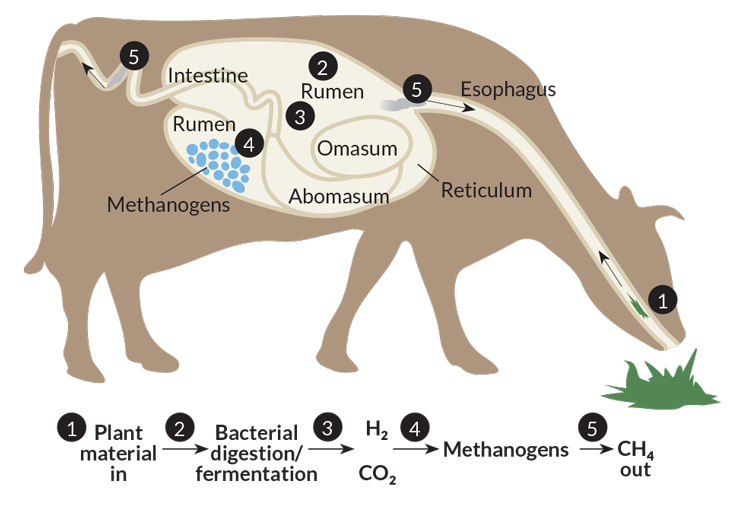 5
2
5
Intestine
Rumen
Esophagus
3
Rumen
4
Omasum
Methanogens
Abomasum
Reticulum
1
1 Plant
material
in
2 Bacterial
digestion/
fermentation
3 H₂
CO₂
4 Methanogens
5 CH₄
out